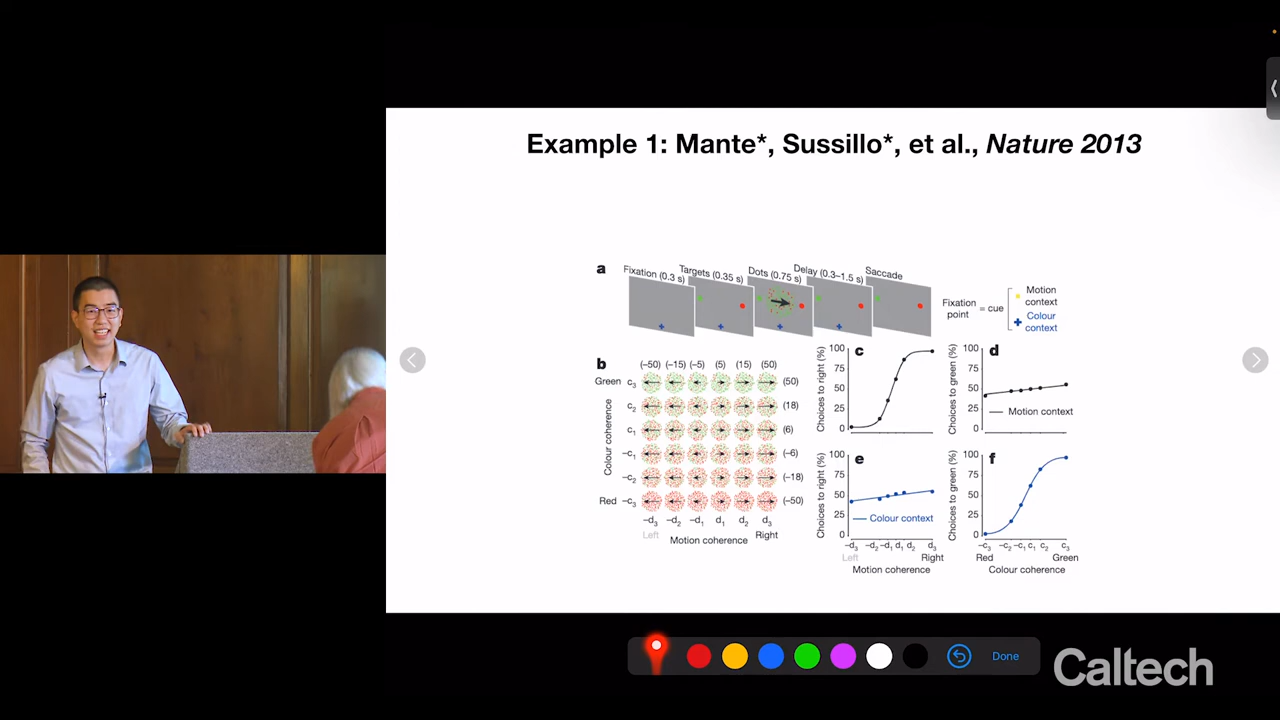 Example 1: Mante*, Sussillo*, et al., Nature 2013
a
Fixation (0.3 s) Targets (0.35 s) Dots (0.75 s) Delay (0.3–1.5 s) Saccade
Fixation point = cue
Motion context
Colour context
b
(−50) (−15) (−5) (5) (15) (50)
Green c3 (50)
c2 (18)
c1 (6)
−c1 (−6)
−c2 (−18)
Red −c3 (−50)
Colour coherence
−d3 −d2 −d1 d1 d2 d3
Left Motion coherence Right
c
Choices to right (%)
100
75
50
25
0
d
Choices to green (%)
100
75
50
25
0
Motion context
e
Choices to right (%)
100
75
50
25
0
Colour context
−d3 −d2 −d1 d1 d2 d3
Left Right
Motion coherence
f
Choices to green (%)
100
75
50
25
0
−c3 −c2 −c1 c1 c2 c3
Red Green
Colour coherence
Done
Caltech